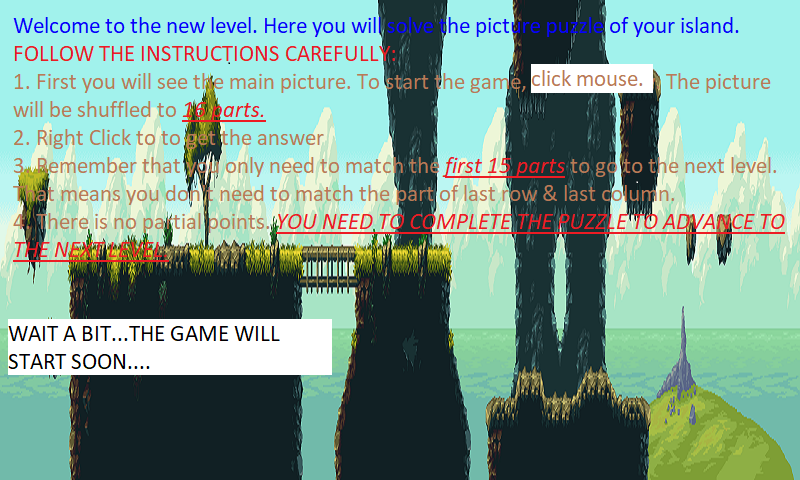 Welcome to the new level. Here you will solve the picture puzzle of your island.
FOLLOW THE INSTRUCTIONS CAREFULLY:
1. First you will see the main picture. To start the game, click mouse. The picture
will be shuffled to 16 parts.
2. Right Click to to get the answer
3. Remember that you only need to match the first 15 parts to go to the next level.
That means you don't need to match the part of last row & last column.
4. There is no partial points. YOU NEED TO COMPLETE THE PUZZLE TO ADVANCE TO
THE NEXT LEVEL.
WAIT A BIT...THE GAME WILL
START SOON....